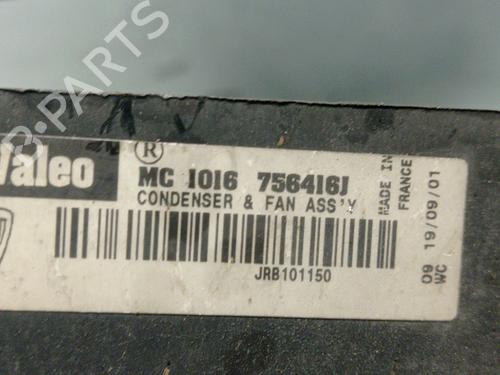 B-PARTS
Valeo
®
MC 1016 756416J
CONDENSER & FAN ASS'Y
JRB101150
MADE IN
FRANCE
09 19/09/01
WC